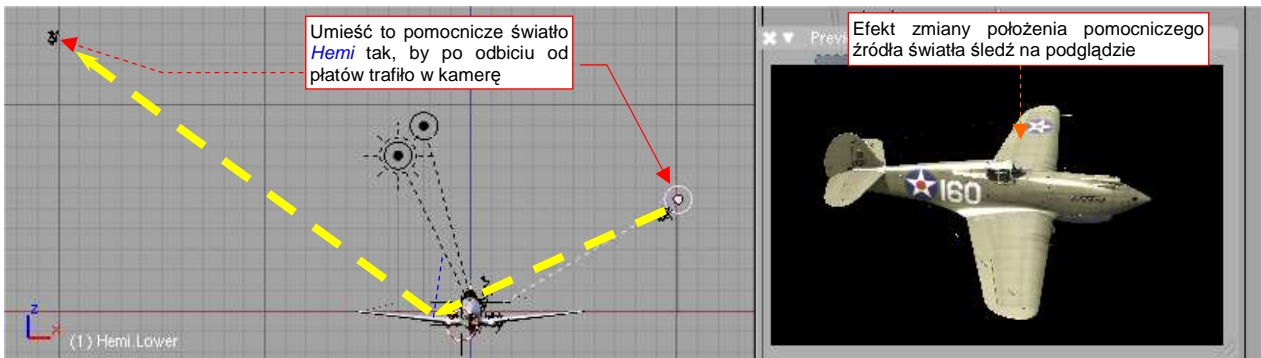 Umieść to pomocnicze światło
Hemi tak, by po odbiciu od
płatów trafiło w kamerę
Previ
Efekt zmiany położenia pomocniczego
źródła światła śledź na podglądzie
160
z
x
(1) Hemi.Lower